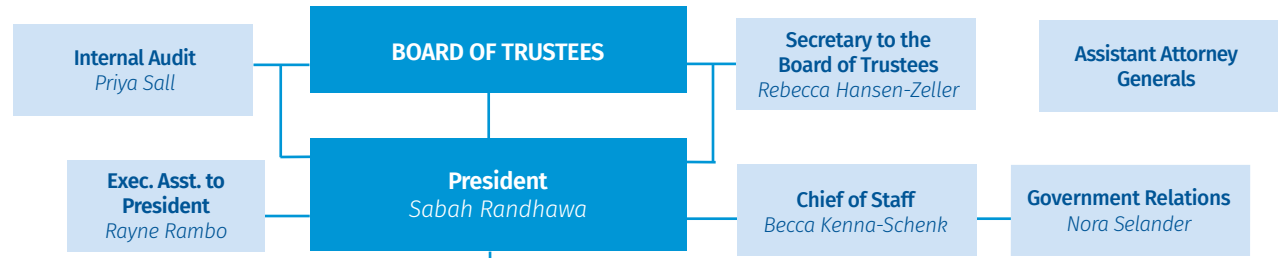 Internal Audit
Priya Sall
BOARD OF TRUSTEES
Secretary to the
Board of Trustees
Rebecca Hansen-Zeller
Assistant Attorney
Generals
Exec. Asst. to
President
Rayne Rambo
President
Sabah Randhawa
Chief of Staff
Becca Kenna-Schenk
Government Relations
Nora Selander